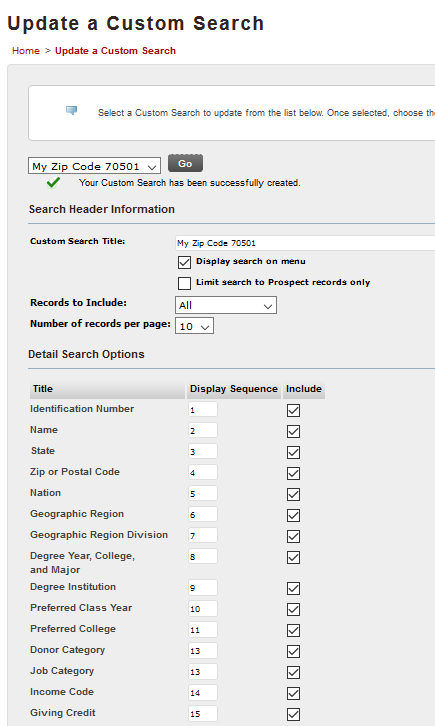 Update a Custom Search
Home > Update a Custom Search
Select a Custom Search to update from the list below. Once selected, choose the
My Zip Code 70501 Go
Your Custom Search has been successfully created.
Search Header Information
Custom Search Title: My Zip Code 70501
Display search on menu
Limit search to Prospect records only
Records to Include: All
Number of records per page: 10
Detail Search Options
Title Display Sequence Include
Identification Number 1
Name 2
State 3
Zip or Postal Code 4
Nation 5
Geographic Region 6
Geographic Region Division 7
Degree Year, College, 8
and Major
Degree Institution 9
Preferred Class Year 10
Preferred College 11
Donor Category 13
Job Category 13
Income Code 14
Giving Credit 15